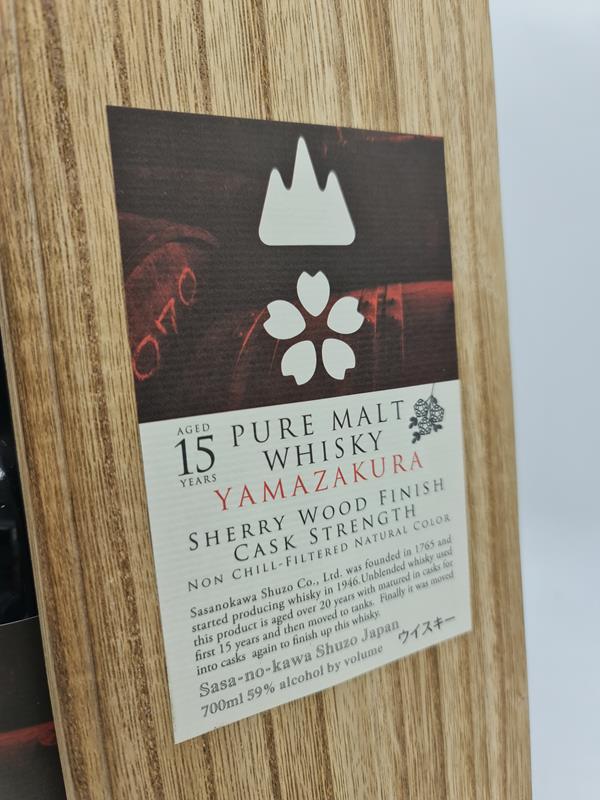 AGED
15
YEARS
PURE MALT
WHISKY
YAMAZAKURA
SHERRY WOOD FINISH
CASK STRENGTH
NON CHILL-FILTERED NATURAL COLOR
Sasanokawa Shuzo Co., Ltd. was founded in 1765 and
started producing whisky in 1946.Unblended whisky used
this product is aged over 20 years with matured in casks for
first 15 years and then moved to tanks. Finally it was moved
into casks again to finish up this whisky.
Sasa-no-kawa Shuzo Japan
ウイスキー
700ml 59% alcohol by volume